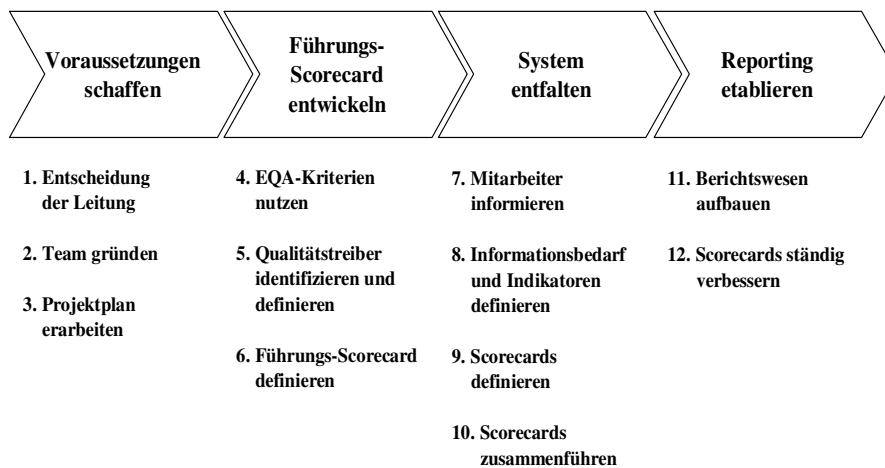 Voraussetzungen
schaffen
Führungs-
Scorecard
entwickeln
System
entfalten
Reporting
etablieren
1. Entscheidung
der Leitung
2. Team gründen
3. Projektplan
erarbeiten
4. EQA-Kriterien
nutzen
5. Qualitätstreiber
identifizieren und
definieren
6. Führungs-Scorecard
definieren
7. Mitarbeiter
informieren
8. Informationsbedarf
und Indikatoren
definieren
9. Scorecards
definieren
10. Scorecards
zusammenführen
11. Berichtswesen
aufbauen
12. Scorecards ständig
verbessern